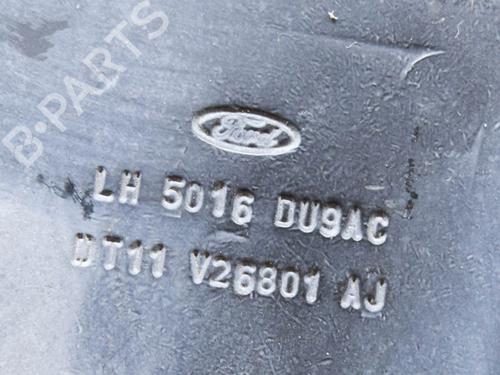 B-PARTS
Ford
LH 5016 DU9AC
DT11 V26801 AJ